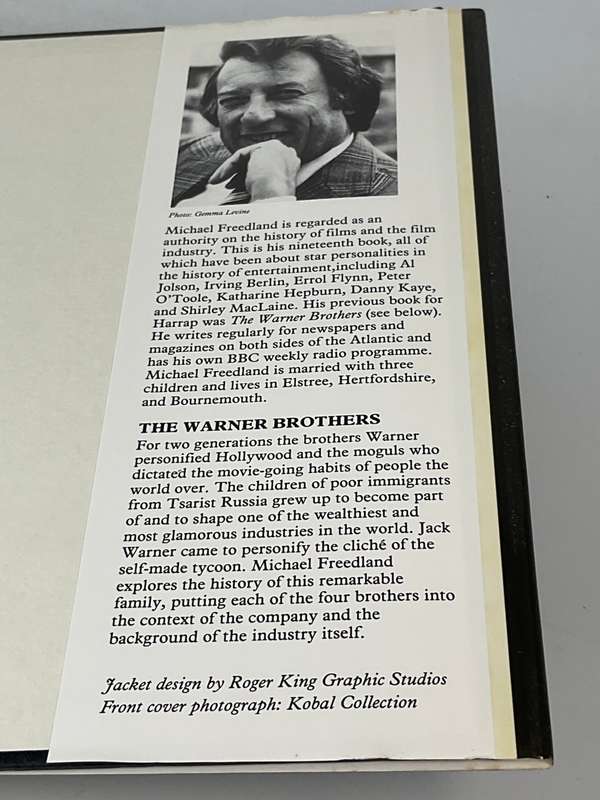 Photo: Gemma Levine
Michael Freedland is regarded as an
authority on the history of films and the film
industry. This is his nineteenth book, all of
which have been about star personalities in
the history of entertainment,including Al
Jolson, Irving Berlin, Errol Flynn, Peter
O'Toole, Katharine Hepburn, Danny Kaye,
and Shirley MacLaine. His previous book for
Harrap was The Warner Brothers (see below).
He writes regularly for newspapers and
magazines on both sides of the Atlantic and
has his own BBC weekly radio programme.
Michael Freedland is married with three
children and lives in Elstree, Hertfordshire,
and Bournemouth.
THE WARNER BROTHERS
For two generations the brothers Warner
personified Hollywood and the moguls who
dictated the movie-going habits of people the
world over. The children of poor immigrants
from Tsarist Russia grew up to become part
of and to shape one of the wealthiest and
most glamorous industries in the world. Jack
Warner came to personify the cliché of the
self-made tycoon. Michael Freedland
explores the history of this remarkable
family, putting each of the four brothers into
the context of the company and the
background of the industry itself.
Jacket design by Roger King Graphic Studios
Front cover photograph: Kobal Collection